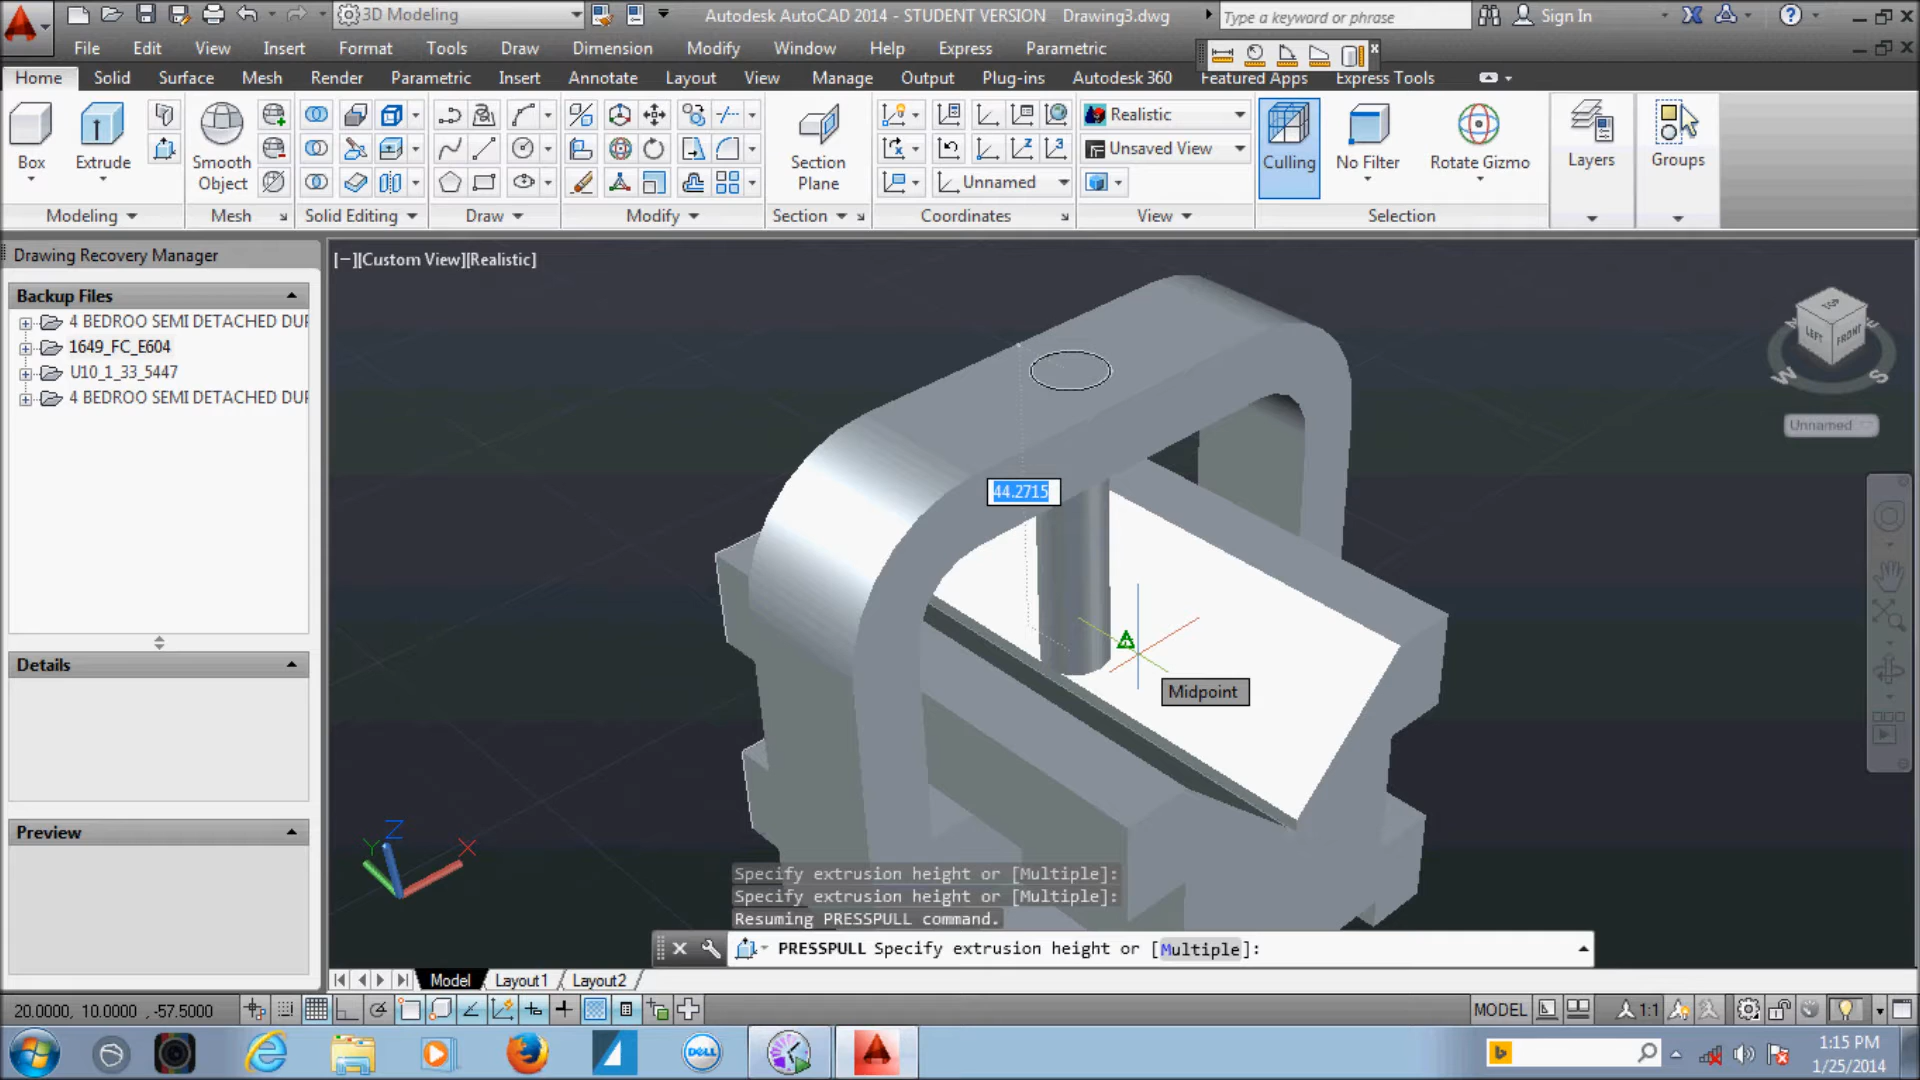 3D Modeling
Autodesk AutoCAD 2014 - STUDENT VERSION Drawing3.dwg
Type a keyword or phrase
Sign In
File Edit View Insert Format Tools Draw Dimension Modify Window Help Express Parametric
Home Solid Surface Mesh Render Parametric Insert Annotate Layout View Manage Output Plug-ins Autodesk 360 Featured Apps Express Tools
Realistic
Unsaved View
Unnamed
Box Extrude Smooth Object Section Plane Culling No Filter Rotate Gizmo Layers Groups
Modeling Mesh Solid Editing Draw Modify Section Coordinates View Selection
Drawing Recovery Manager
Backup Files
4 BEDROO SEMI DETACHED DUP
1649_FC_E604
U10_1_33_5447
4 BEDROO SEMI DETACHED DUP
Details
Preview
[−][Custom View][Realistic]
TOP
LEFT FRONT
W S
Unnamed
44.2715
Midpoint
Z
Y X
Specify extrusion height or [Multiple]:
Specify extrusion height or [Multiple]:
Resuming PRESSPULL command.
PRESSPULL Specify extrusion height or [Multiple]:
Model Layout1 Layout2
20.0000, 10.0000, -57.5000
MODEL 1:1
DELL
1:15 PM
1/25/2014